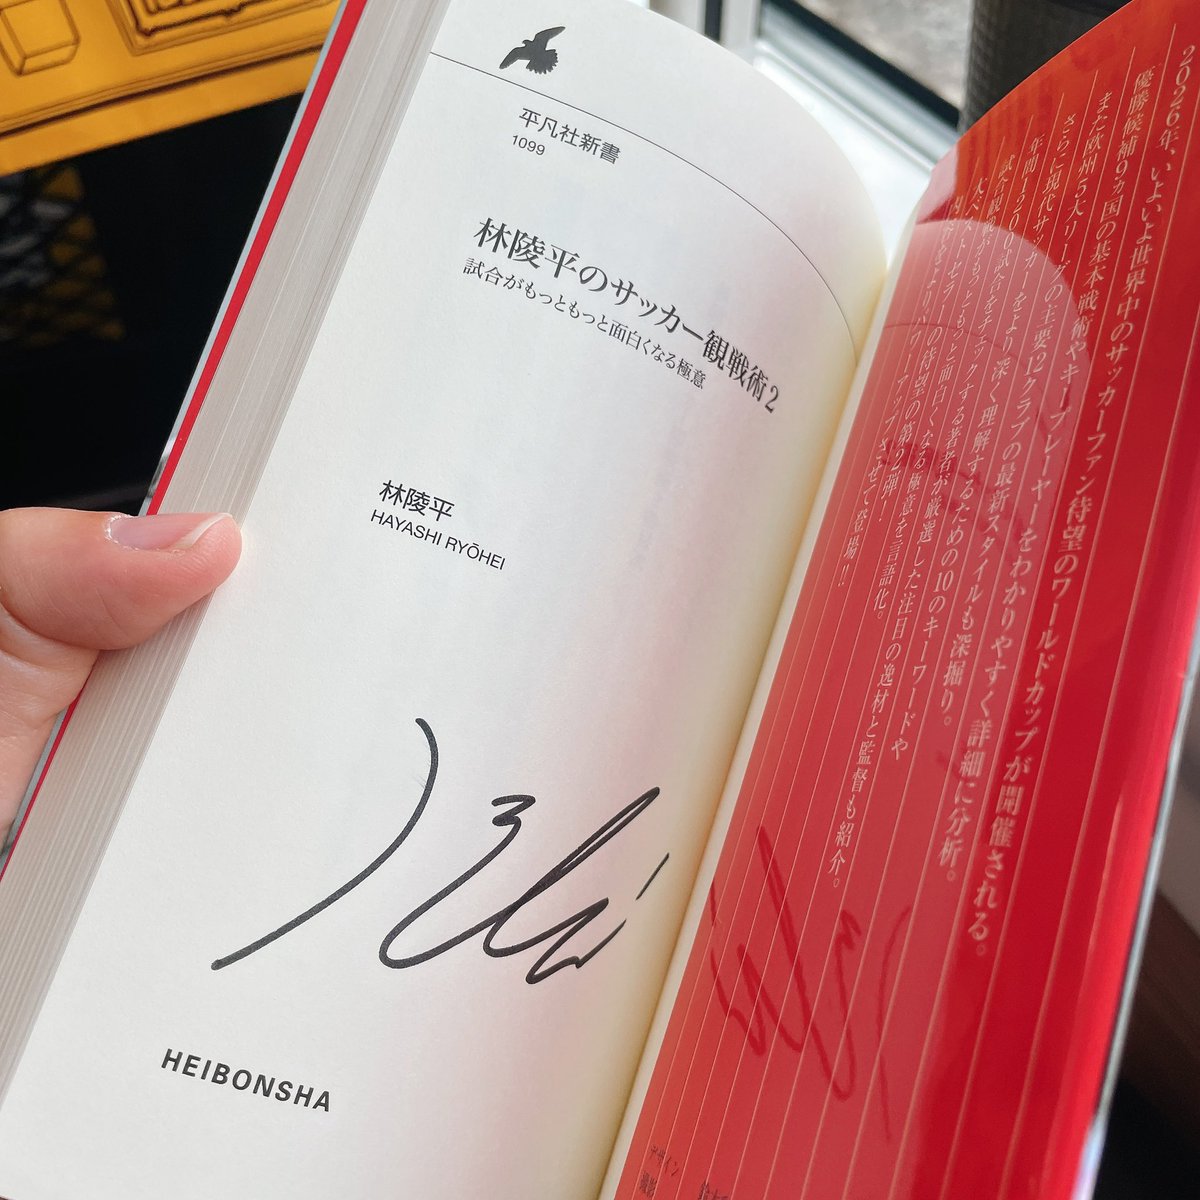 平凡社新書
1099
林陵平のサッカー観戦術2
試合がもっともっと面白くなる極意
林陵平
HAYASHI RYŌHEI
HEIBONSHA
2026年、いよいよ世界中のサッカーファン待望のワールドカップが開催される。
優勝候補9ヵ国の基本戦術やキープレーヤーをわかりやすく詳細に分析。
また欧州5大リーグの主要12クラブの最新スタイルも深掘り。
さらに現代サッカーをより深く理解するための10のキーワードや
年間1200試合をチェックする著者が厳選した注目の逸材と監督も紹介。
試合観戦がもっともっと面白くなる極意を言語化。
大ベストセラーの待望の第2弾!
よりパワーアップさせ、登場!!
デザイン